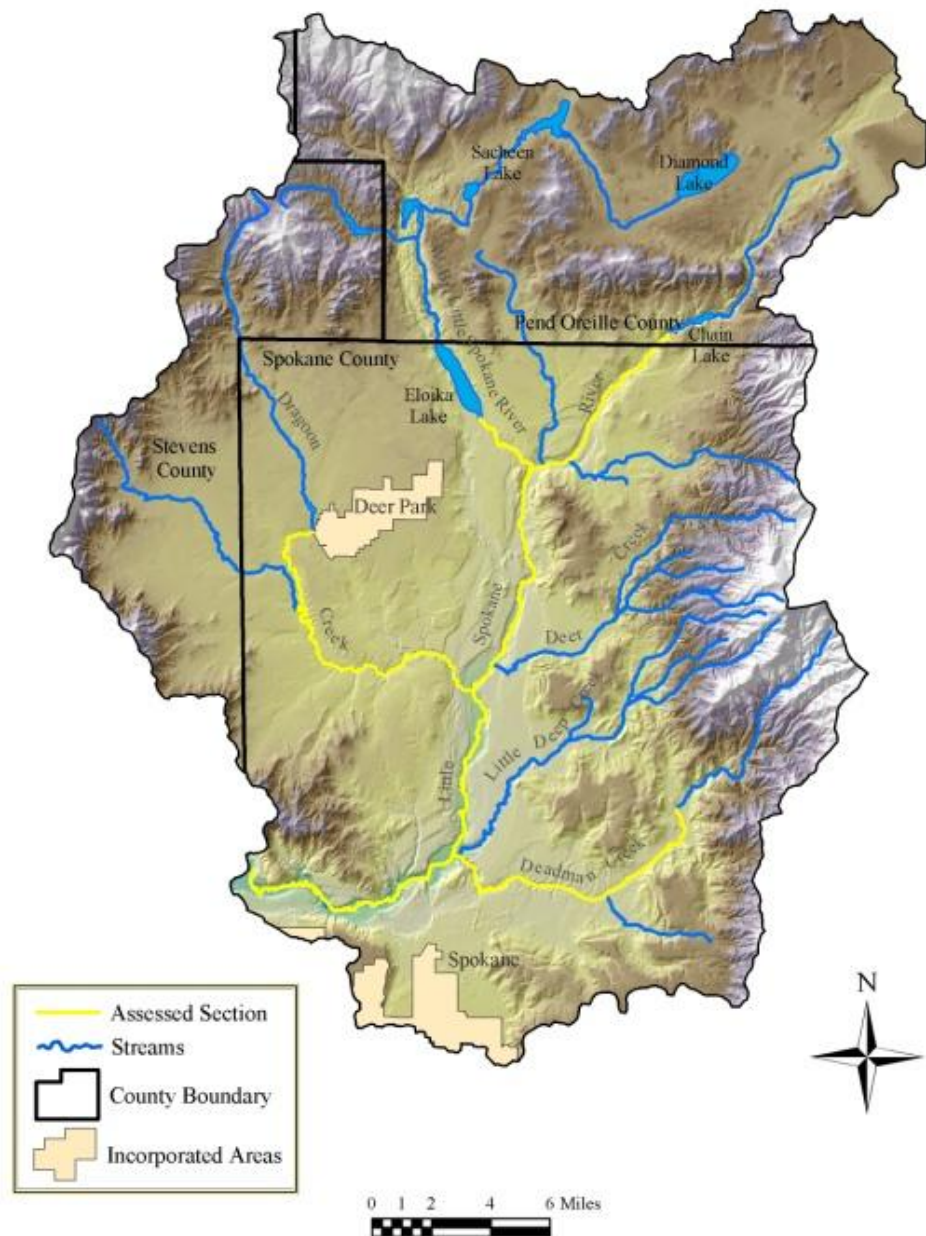 Sacheen
Lake
Diamond
Lake
Pend Oreille County
Chain
Lake
Little Spokane River
River
Spokane County
Eloika
Lake
Dragoon
Stevens
County
Deer Park
Creek
Creek
Spokane
Deer
Little Deep Creek
Little
Deadman Creek
Spokane
N
Assessed Section
Streams
County Boundary
Incorporated Areas
0 1 2 4 6 Miles